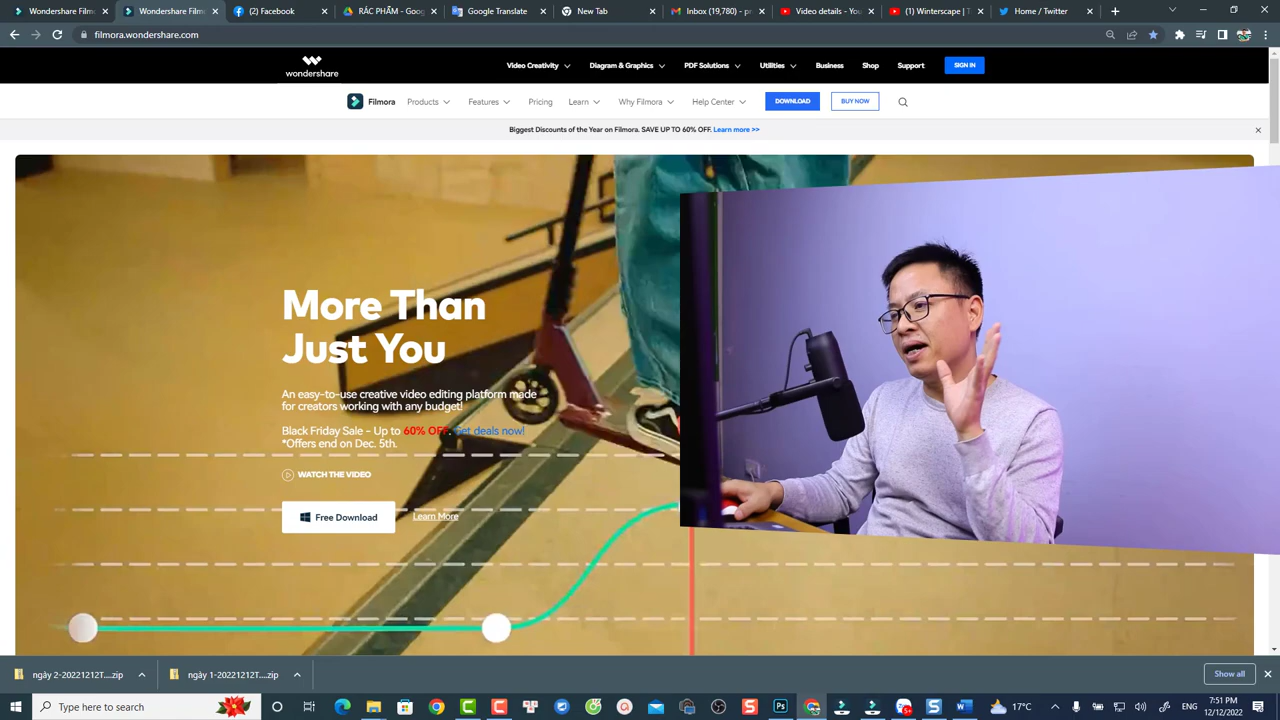 Wondershare Film
Wondershare Film
RÁC PHẨM - Goog
Google Translate
New Tab
Inbox (19,780) - pr
Video details - You
(1) Winterscape | T
Home / Twitter
filmora.wondershare.com
wondershare
Video Creativity
Diagram & Graphics
PDF Solutions
Utilities
Business
Shop
Support
SIGN IN
Filmora
Products
Features
Pricing
Learn
Why Filmora
Help Center
DOWNLOAD
BUY NOW
Biggest Discounts of the Year on Filmora. SAVE UP TO 60% OFF. Learn more >>
More Than
Just You
An easy-to-use creative video editing platform made
for creators working with any budget!
Black Friday Sale - Up to 60% OFF. Get deals now!
*Offers end on Dec. 5th.
WATCH THE VIDEO
Free Download
Learn More
ngày 2-20221212T....zip
ngày 1-20221212T....zip
Show all
Type here to search
17°C
ENG
7:51 PM
12/12/2022